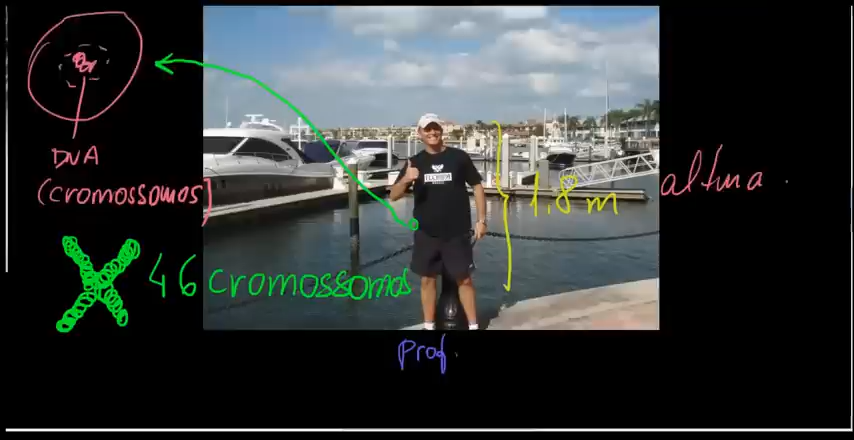 DNA
(cromossomos)
46 cromossomos
1.8 m
altura.
Prof.